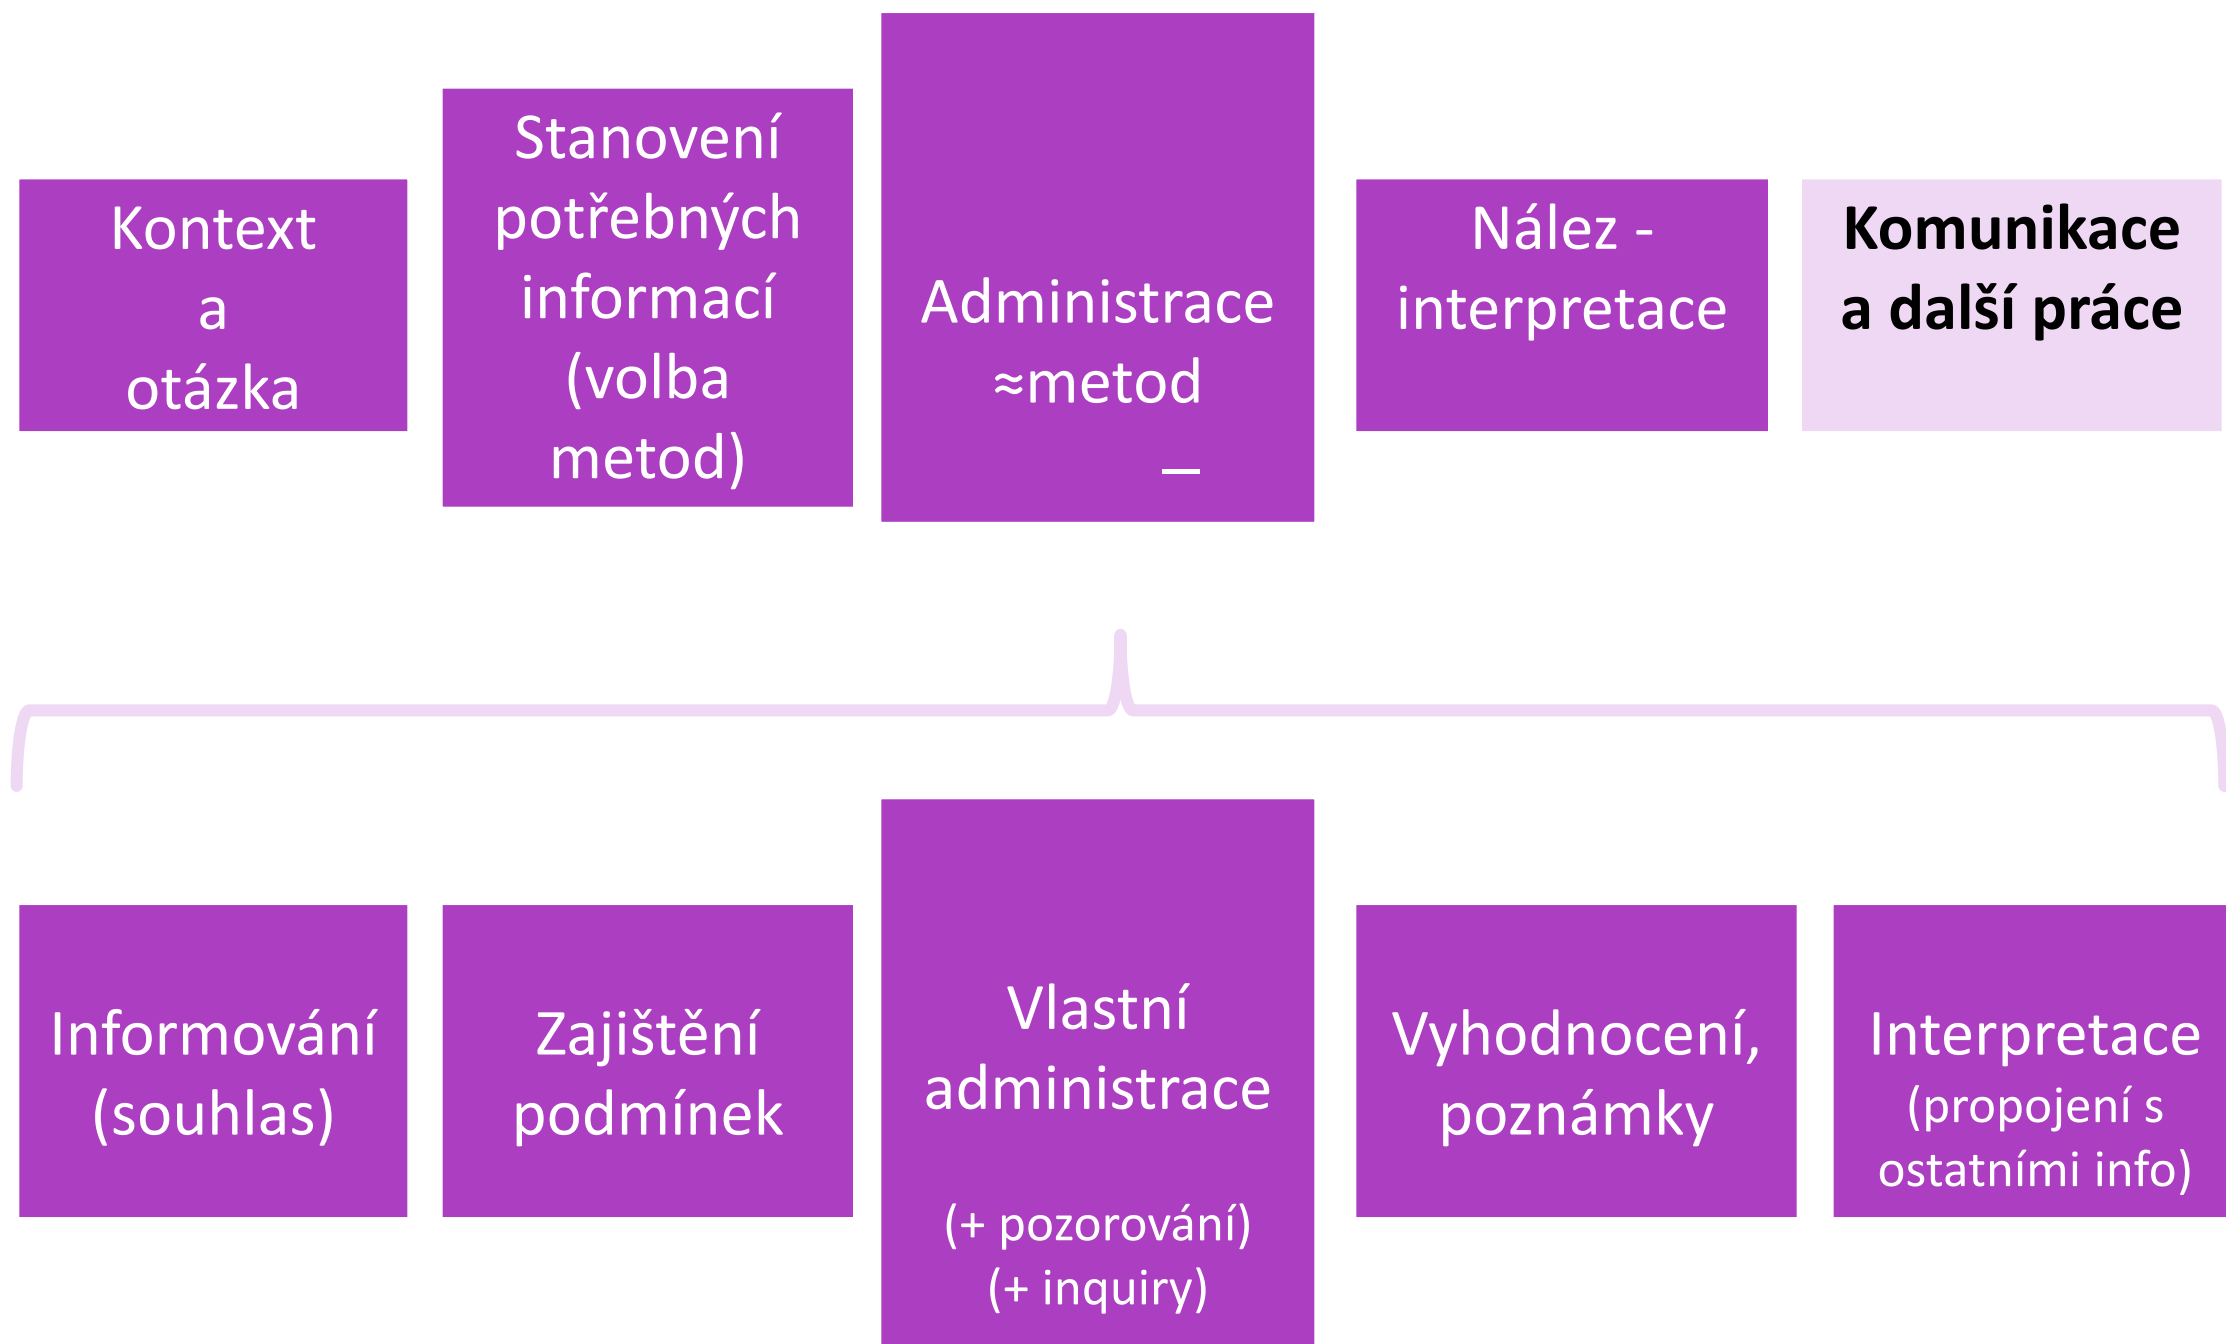 Kontext
a
otázka
Stanovení
potřebných
informací
(volba
metod)
Administrace
≈metod
_
Nález -
interpretace
Komunikace
a další práce
Informování
(souhlas)
Zajištění
podmínek
Vlastní
administrace
(+ pozorování)
(+ inquiry)
Vyhodnocení,
poznámky
Interpretace
(propojení s
ostatními info)